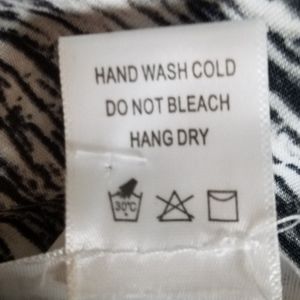 HAND WASH COLD
DO NOT BLEACH
HANG DRY
30°C